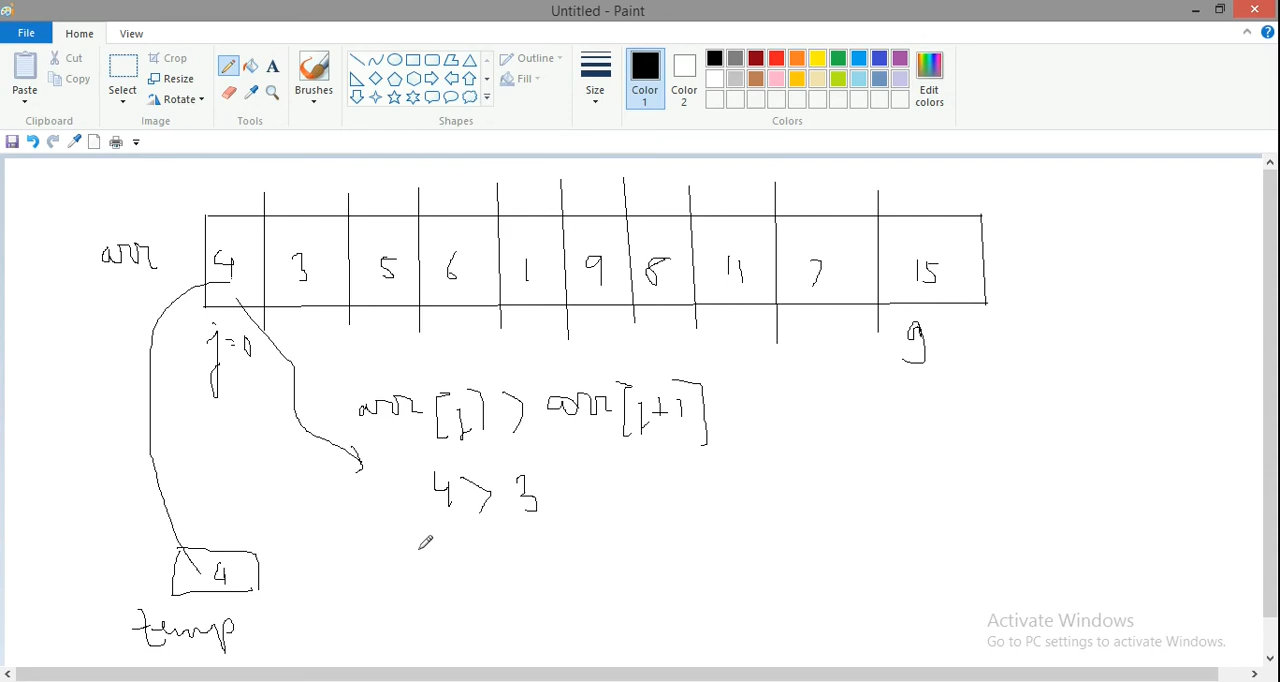 Untitled - Paint
File Home View
Paste
Cut
Copy
Clipboard
Select
Crop
Resize
Rotate
Image
Tools
Brushes
Shapes
Outline
Fill
Size
Color 1
Color 2
Edit colors
Colors
arr 4 3 5 6 1 9 8 11 7 15
j=0 9
arr[j] > arr[j+1]
4 > 3
4
temp
Activate Windows
Go to PC settings to activate Windows.